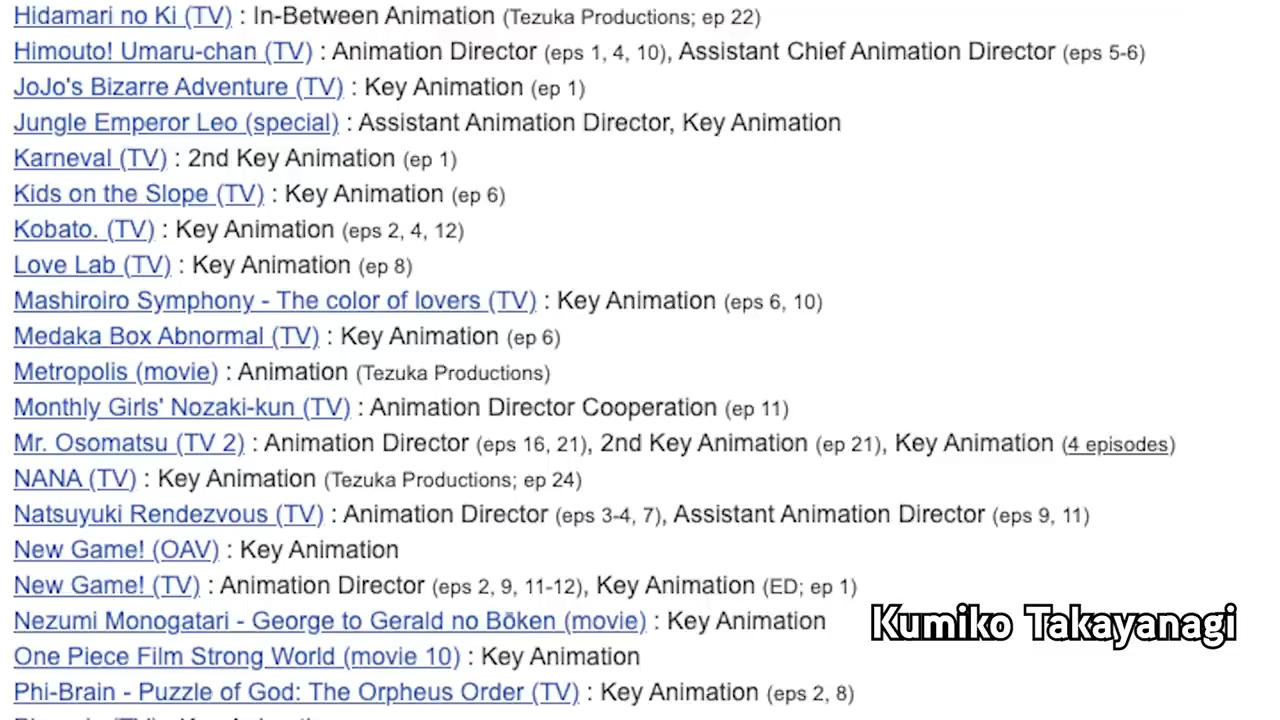 Hidamari no Ki (TV) : In-Between Animation (Tezuka Productions; ep 22)
Himouto! Umaru-chan (TV) : Animation Director (eps 1, 4, 10), Assistant Chief Animation Director (eps 5-6)
JoJo's Bizarre Adventure (TV) : Key Animation (ep 1)
Jungle Emperor Leo (special) : Assistant Animation Director, Key Animation
Karneval (TV) : 2nd Key Animation (ep 1)
Kids on the Slope (TV) : Key Animation (ep 6)
Kobato. (TV) : Key Animation (eps 2, 4, 12)
Love Lab (TV) : Key Animation (ep 8)
Mashiroiro Symphony - The color of lovers (TV) : Key Animation (eps 6, 10)
Medaka Box Abnormal (TV) : Key Animation (ep 6)
Metropolis (movie) : Animation (Tezuka Productions)
Monthly Girls' Nozaki-kun (TV) : Animation Director Cooperation (ep 11)
Mr. Osomatsu (TV 2) : Animation Director (eps 16, 21), 2nd Key Animation (ep 21), Key Animation (4 episodes)
NANA (TV) : Key Animation (Tezuka Productions; ep 24)
Natsuyuki Rendezvous (TV) : Animation Director (eps 3-4, 7), Assistant Animation Director (eps 9, 11)
New Game! (OAV) : Key Animation
New Game! (TV) : Animation Director (eps 2, 9, 11-12), Key Animation (ED; ep 1)
Nezumi Monogatari - George to Gerald no Bōken (movie) : Key Animation
Kumiko Takayanagi
One Piece Film Strong World (movie 10) : Key Animation
Phi-Brain - Puzzle of God: The Orpheus Order (TV) : Key Animation (eps 2, 8)